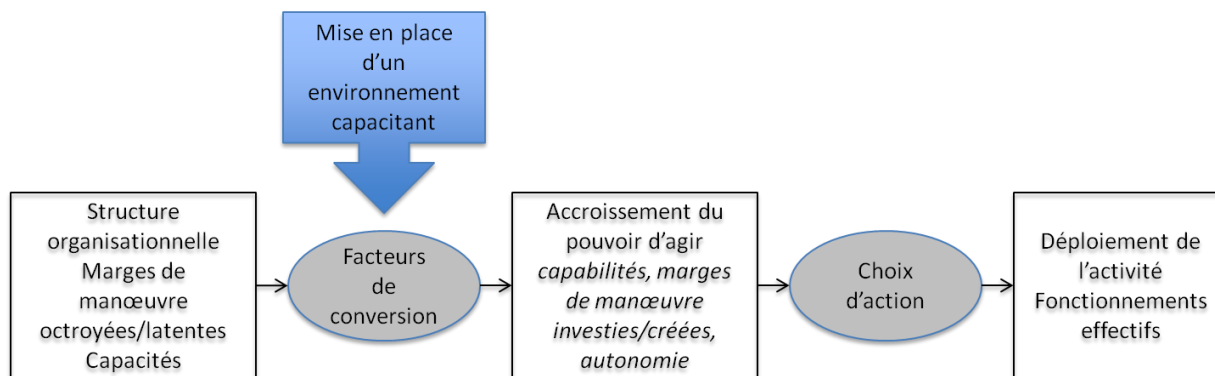 Mise en place
d'un
environnement
capacitant
Structure
organisationnelle
Marges de
manœuvre
octroyées/latentes
Capacités
Facteurs
de
conversion
Accroissement du
pouvoir d'agir
capabilités, marges
de manœuvre
investies/créées,
autonomie
Choix
d'action
Déploiement de
l'activité
Fonctionnements
effectifs